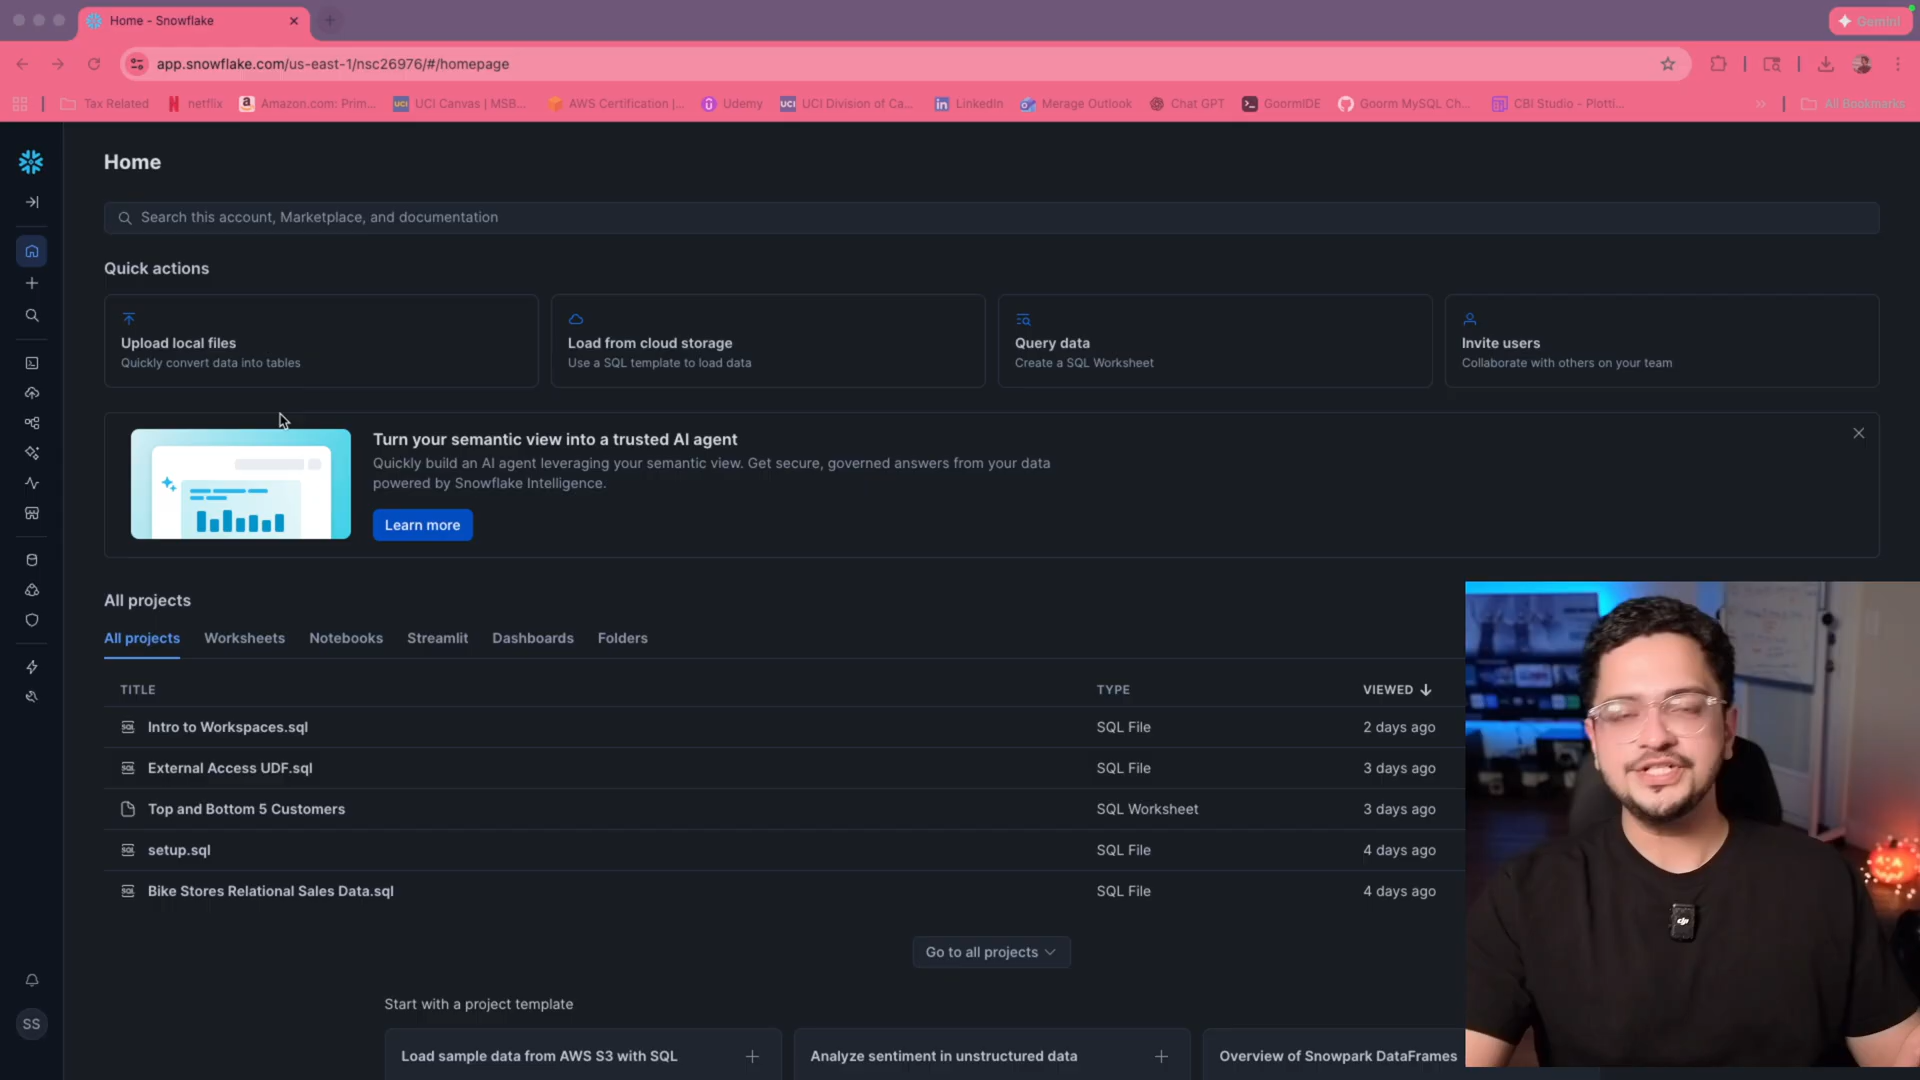 Home - Snowflake
Gemini
app.snowflake.com/us-east-1/nsc26976/#/homepage
Tax Related
netflix
Amazon.com: Prim...
UCI Canvas | MSB...
AWS Certification |...
Udemy
UCI Division of Ca...
LinkedIn
Merage Outlook
Chat GPT
GoormIDE
Goorm MySQL Ch...
CBI Studio - Plotti...
All Bookmarks
Home
Search this account, Marketplace, and documentation
Quick actions
Upload local files
Quickly convert data into tables
Load from cloud storage
Use a SQL template to load data
Query data
Create a SQL Worksheet
Invite users
Collaborate with others on your team
Turn your semantic view into a trusted AI agent
Quickly build an AI agent leveraging your semantic view. Get secure, governed answers from your data
powered by Snowflake Intelligence.
Learn more
All projects
All projects Worksheets Notebooks Streamlit Dashboards Folders
TITLE TYPE VIEWED
Intro to Workspaces.sql SQL File 2 days ago
External Access UDF.sql SQL File 3 days ago
Top and Bottom 5 Customers SQL Worksheet 3 days ago
setup.sql SQL File 4 days ago
Bike Stores Relational Sales Data.sql SQL File 4 days ago
Go to all projects
SS
Start with a project template
Load sample data from AWS S3 with SQL
Analyze sentiment in unstructured data
Overview of Snowpark DataFrames